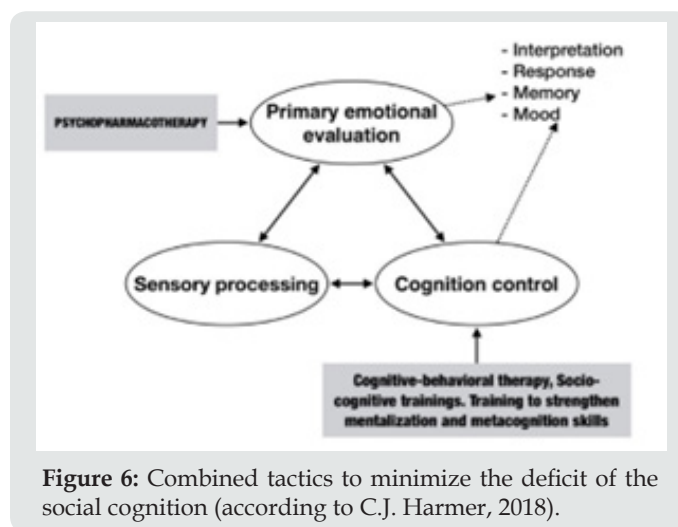 - Interpretation
- Response
- Memory
- Mood
PSYCHOPHARMACOTHERAPY
Primary emotional
evaluation
Sensory processing
Cognition control
Cognitive-behavioral therapy, Socio-
cognitive trainings. Training to strengthen
mentalization and metacognition skills
Figure 6: Combined tactics to minimize the deficit of the
social cognition (according to C.J. Harmer, 2018).